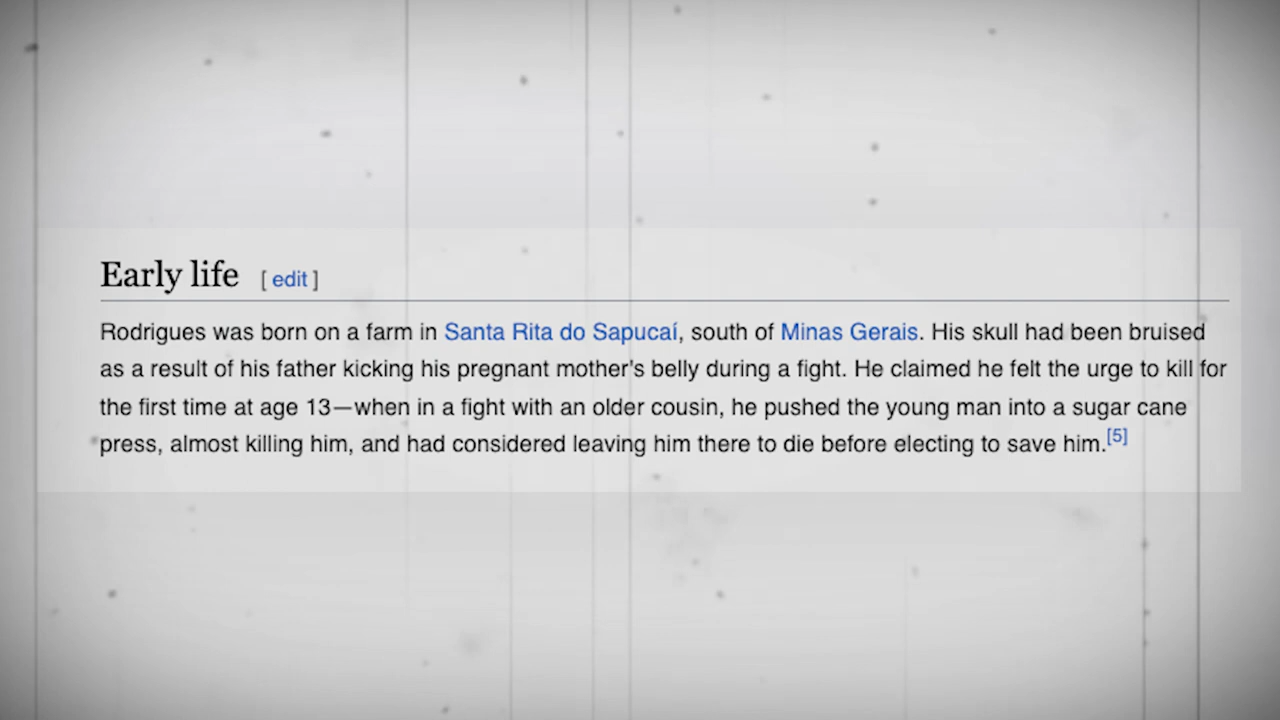 Early life [ edit ]
Rodrigues was born on a farm in Santa Rita do Sapucaí, south of Minas Gerais. His skull had been bruised
as a result of his father kicking his pregnant mother's belly during a fight. He claimed he felt the urge to kill for
the first time at age 13—when in a fight with an older cousin, he pushed the young man into a sugar cane
press, almost killing him, and had considered leaving him there to die before electing to save him.[5]